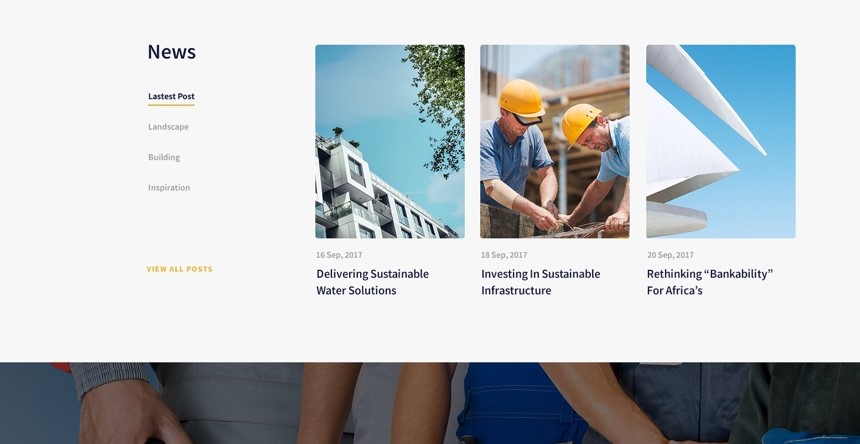 News
Lastest Post
Landscape
Building
Inspiration
VIEW ALL POSTS
16 Sep, 2017
Delivering Sustainable
Water Solutions
18 Sep, 2017
Investing In Sustainable
Infrastructure
20 Sep, 2017
Rethinking “Bankability”
For Africa’s